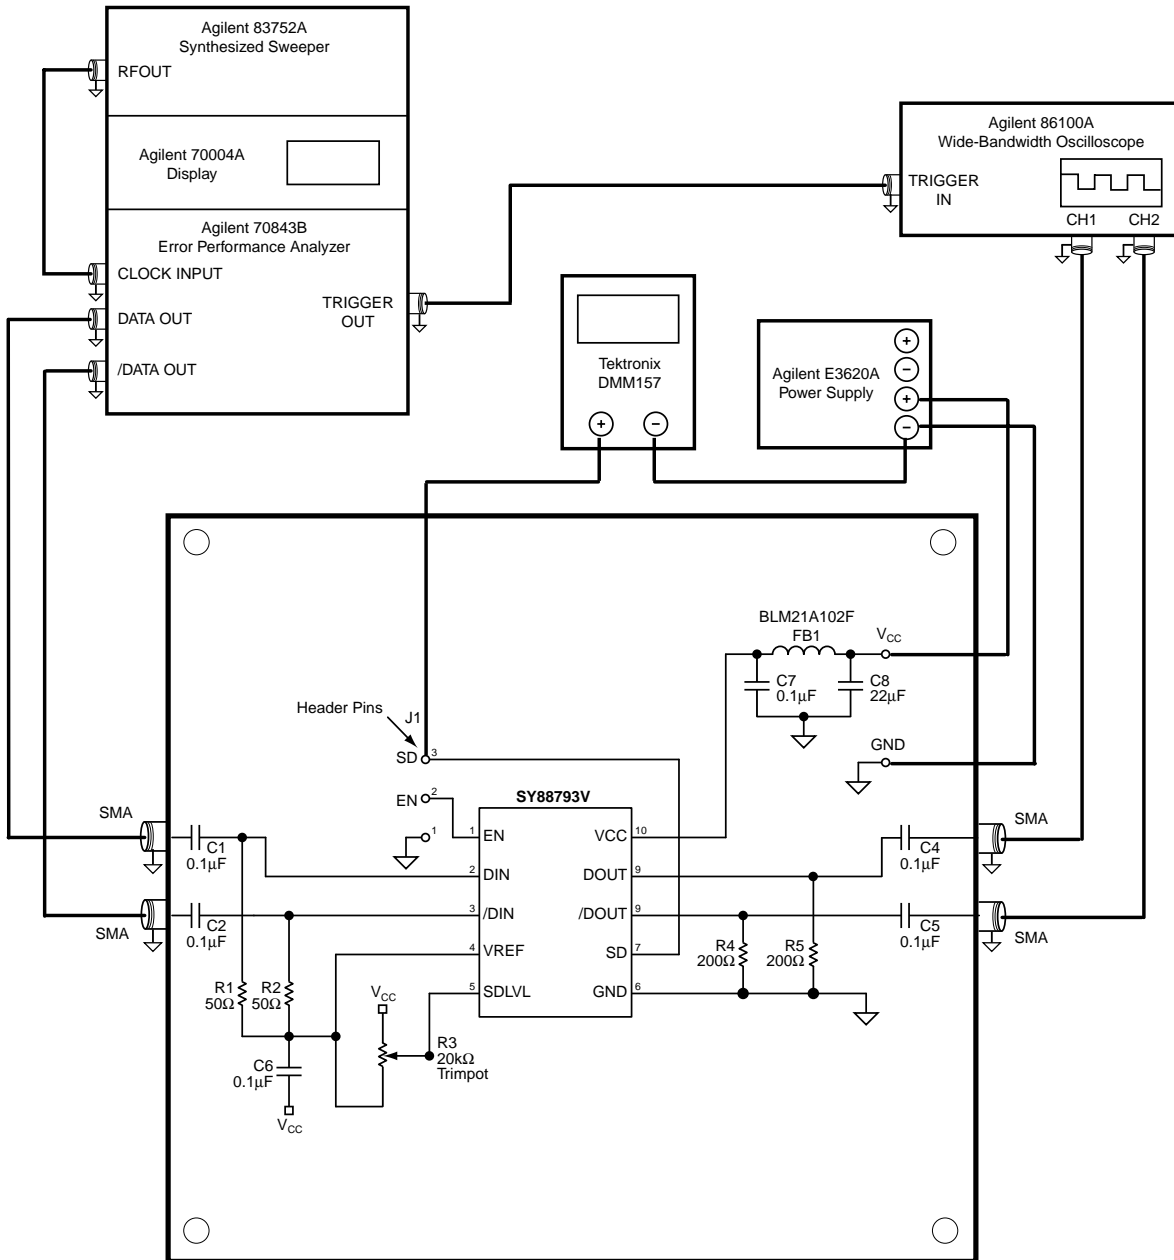 Agilent 83752A
Synthesized Sweeper
RFOUT
Agilent 70004A
Display
Agilent 70843B
Error Performance Analyzer
CLOCK INPUT
DATA OUT
/DATA OUT
TRIGGER
OUT
Agilent 86100A
Wide-Bandwidth Oscilloscope
TRIGGER
IN
CH1
CH2
Tektronix
DMM157
+
−
Agilent E3620A
Power Supply
+
−
+
−
BLM21A102F
FB1
VCC
C7
0.1µF
C8
22µF
GND
Header Pins
J1
SD
3
EN
2
1
SY88793V
1
EN
2
DIN
3
/DIN
4
VREF
5
SDLVL
VCC
10
DOUT
9
/DOUT
9
SD
7
GND
6
SMA
C1
0.1µF
SMA
C2
0.1µF
R1
50Ω
R2
50Ω
C6
0.1µF
VCC
VCC
R3
20kΩ
Trimpot
R4
200Ω
R5
200Ω
C4
0.1µF
SMA
C5
0.1µF
SMA